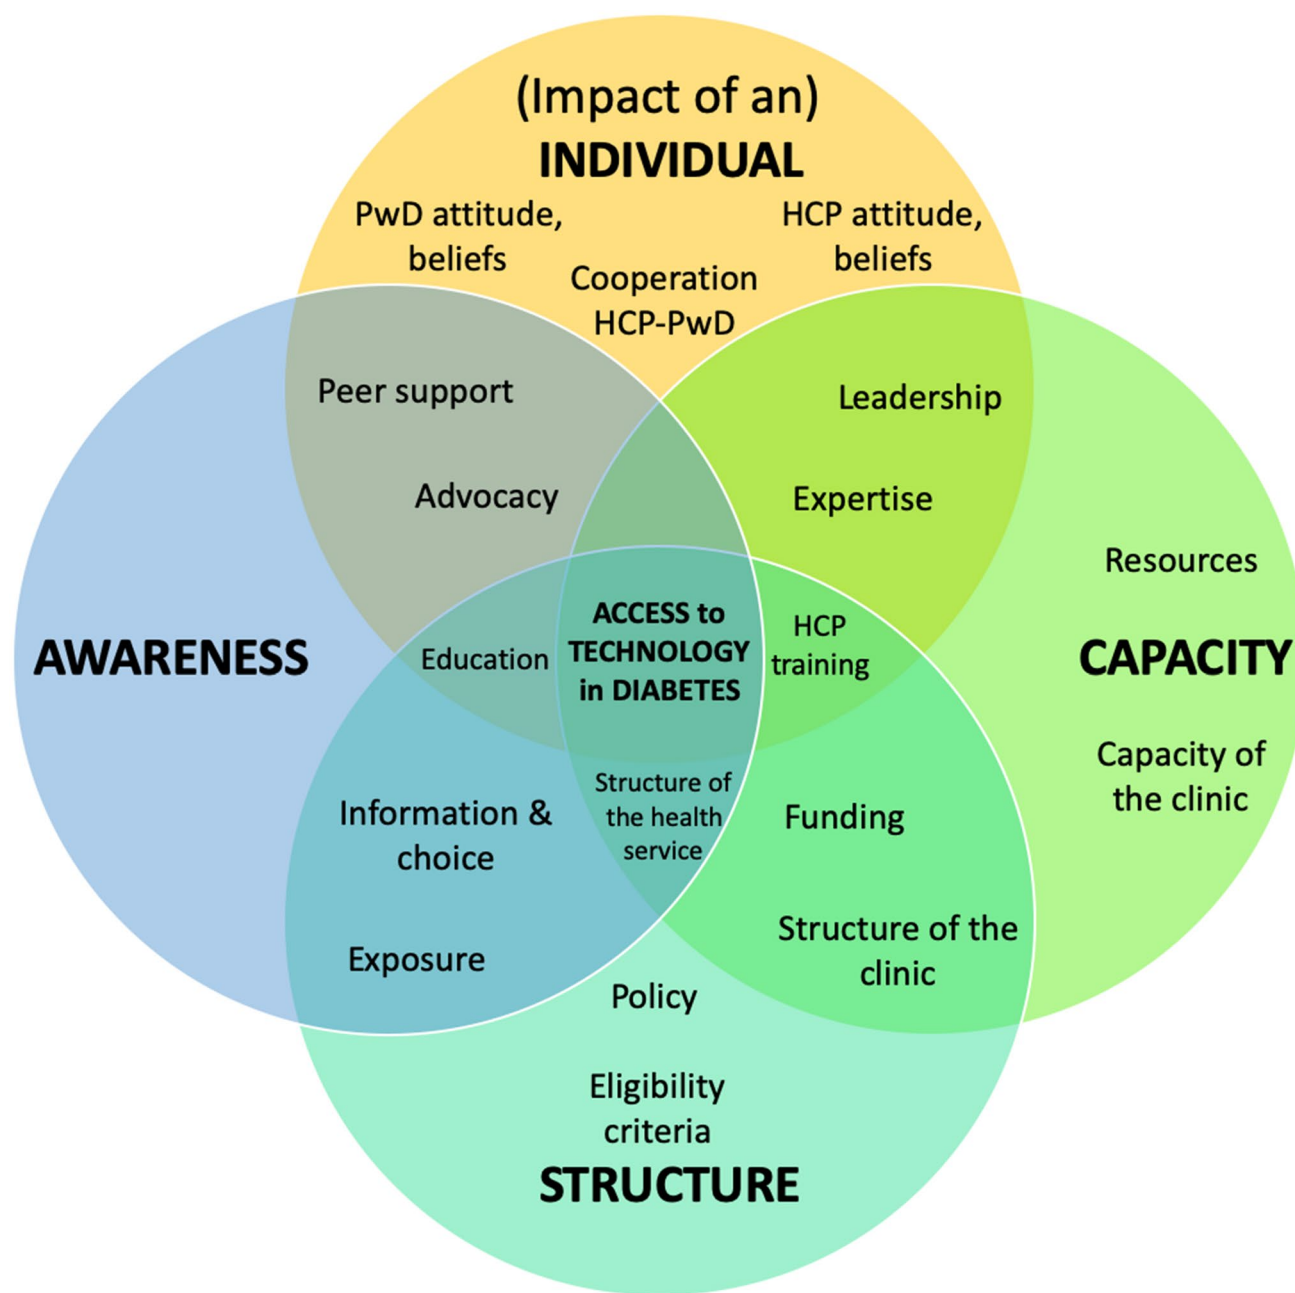 (Impact of an)
INDIVIDUAL
PwD attitude,
beliefs
HCP attitude,
beliefs
Cooperation
HCP-PwD
Peer support
Leadership
Advocacy
Expertise
Resources
AWARENESS
Education
ACCESS to
TECHNOLOGY
in DIABETES
HCP
training
CAPACITY
Capacity of
the clinic
Information &
choice
Structure of
the health
service
Funding
Exposure
Structure of the
clinic
Policy
Eligibility
criteria
STRUCTURE